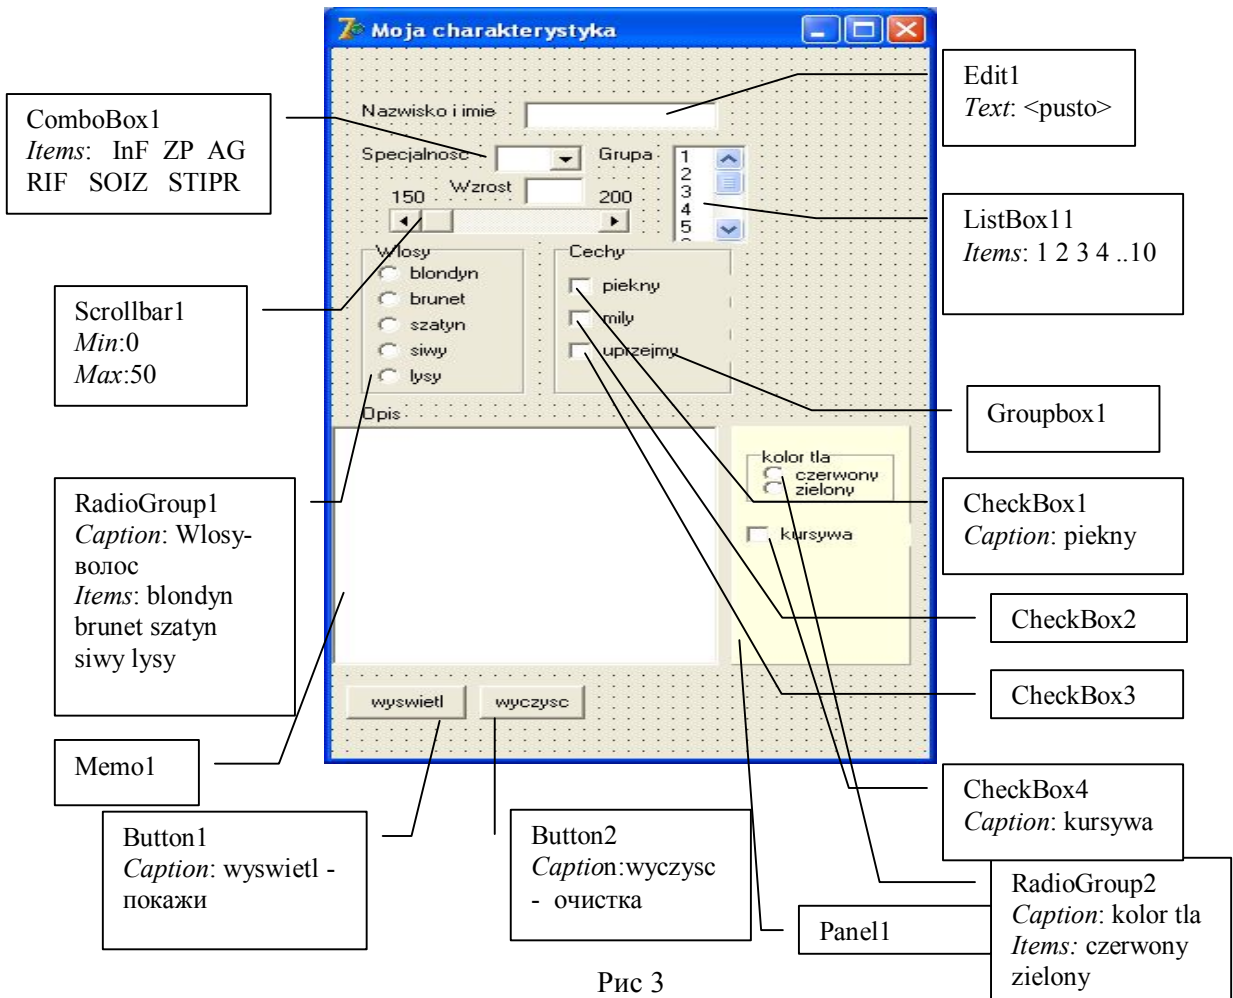 Moja charakterystyka
Edit1
Text: <pusto>
ComboBox1
Items: InF ZP AG
RIF SOIZ STIPR
Nazwisko i imie
Specjalnosc
Grupa
1
2
3
4
5
Wzrost
150
200
ListBox11
Items: 1 2 3 4 ..10
Scrollbar1
Min:0
Max:50
Wlosy
blondyn
brunet
szatyn
siwy
lysy
Cechy
piekny
mily
uprzejmy
Groupbox1
Opis
kolor tla
czerwony
zielony
kursywa
RadioGroup1
Caption: Wlosy-
волос
Items: blondyn
brunet szatyn
siwy lysy
CheckBox1
Caption: piekny
CheckBox2
CheckBox3
wyswietl
wyczysc
Memo1
CheckBox4
Caption: kursywa
Button1
Caption: wyswietl -
покажи
Button2
Caption:wyczysc
- очистка
Panel1
RadioGroup2
Caption: kolor tla
Items: czerwony
zielony
Рис 3